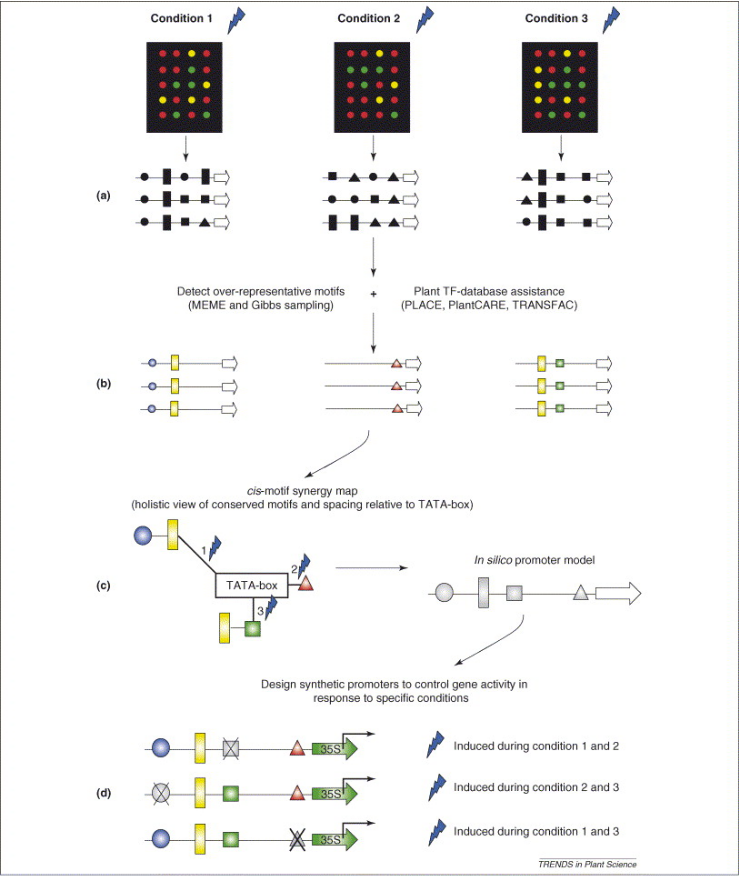 Condition 1
Condition 2
Condition 3
(a)
Detect over-representative motifs
(MEME and Gibbs sampling)
+
Plant TF-database assistance
(PLACE, PlantCARE, TRANSFAC)
(b)
cis-motif synergy map
(holistic view of conserved motifs and spacing relative to TATA-box)
(c)
1
TATA-box
2
3
In silico promoter model
Design synthetic promoters to control gene activity in
response to specific conditions
(d)
35S
Induced during condition 1 and 2
35S
Induced during condition 2 and 3
35S
Induced during condition 1 and 3
TRENDS in Plant Science